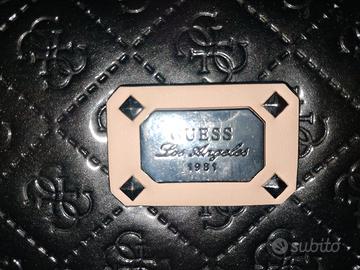 GUESS
Los Angeles
1981
subito